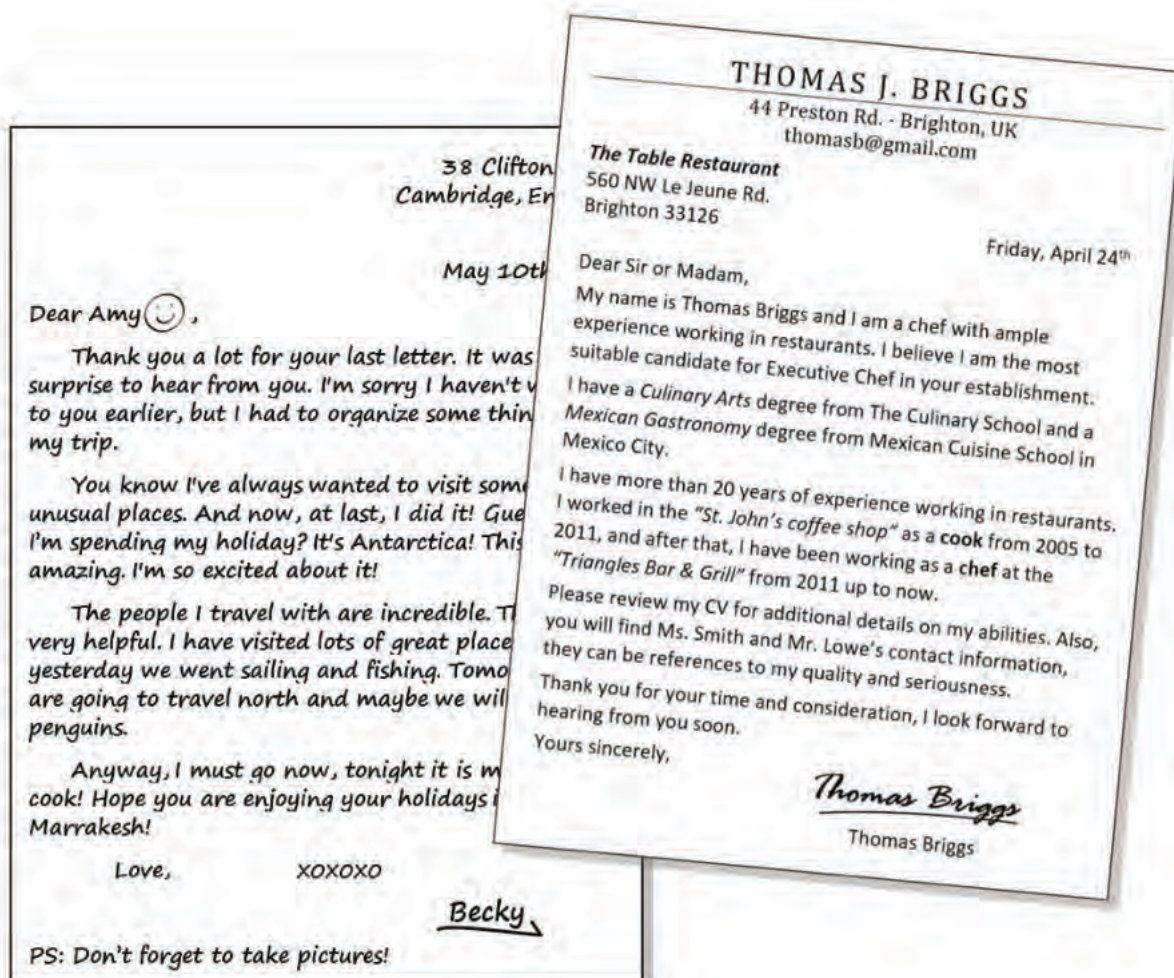 38 Clifton
Cambridge,
May 10th
Dear Amy ,
Thank you a lot for your last letter. It was
surprise to hear from you. I'm sorry I haven't
to you earlier, but I had to organize some
my trip.
You know I've always wanted to visit
unusual places. And now, at last, I did it!
I'm spending my holiday? It's Antarctica! This
amazing. I'm so excited about it!
The people I travel with are incredible.
very helpful. I have visited lots of great
yesterday we went sailing and fishing.
are going to travel north and maybe we
penguins.
Anyway, I must go now, tonight it is
cook! Hope you are enjoying your holidays
Marrakesh!
Love, xoxoxo
Becky
PS: Don't forget to take pictures!
THOMAS J. BRIGGS
44 Preston Rd. - Brighton, UK
thomasb@gmail.com
The Table Restaurant
560 NW Le Jeune Rd.
Brighton 33126
Friday, April 24th
Dear Sir or Madam,
My name is Thomas Briggs and I am a chef with ample
experience working in restaurants. I believe I am the most
suitable candidate for Executive Chef in your establishment.
I have a Culinary Arts degree from The Culinary School and a
Mexican Gastronomy degree from Mexican Cuisine School in
Mexico City.
I have more than 20 years of experience working in restaurants.
I worked in the "St. John's coffee shop" as a cook from 2005 to
2011, and after that, I have been working as a chef at the
"Triangles Bar & Grill" from 2011 up to now.
Please review my CV for additional details on my abilities. Also,
you will find Ms. Smith and Mr. Lowe's contact information,
they can be references to my quality and seriousness.
Thank you for your time and consideration, I look forward to
hearing from you soon.
Yours sincerely,
Thomas Briggs
Thomas Briggs